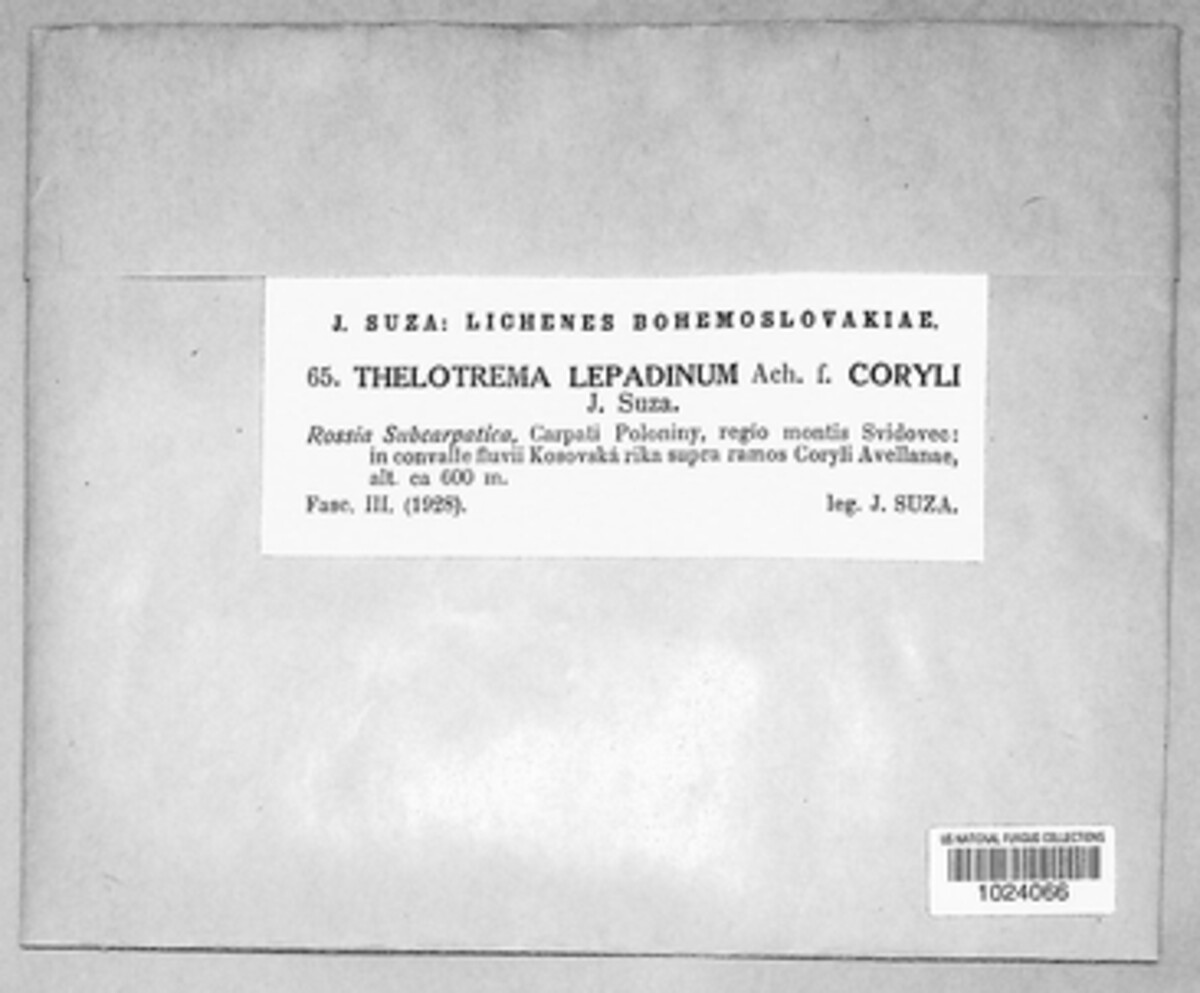 J. SUZA: LICHENES BOHEMOSLOVAKIAE.
65. THELOTREMA LEPADINUM Ach. f. CORYLI
J. Suza.
Rossia Subcarpatica, Carpati Poloniny, regio montis Svidovec:
in convalle fluvii Kosovská rika supra ramos Coryli Avellanae,
alt. ca 600 m.
Fasc. III. (1928). leg. J. SUZA.
US NATIONAL FUNGUS COLLECTIONS
1024066